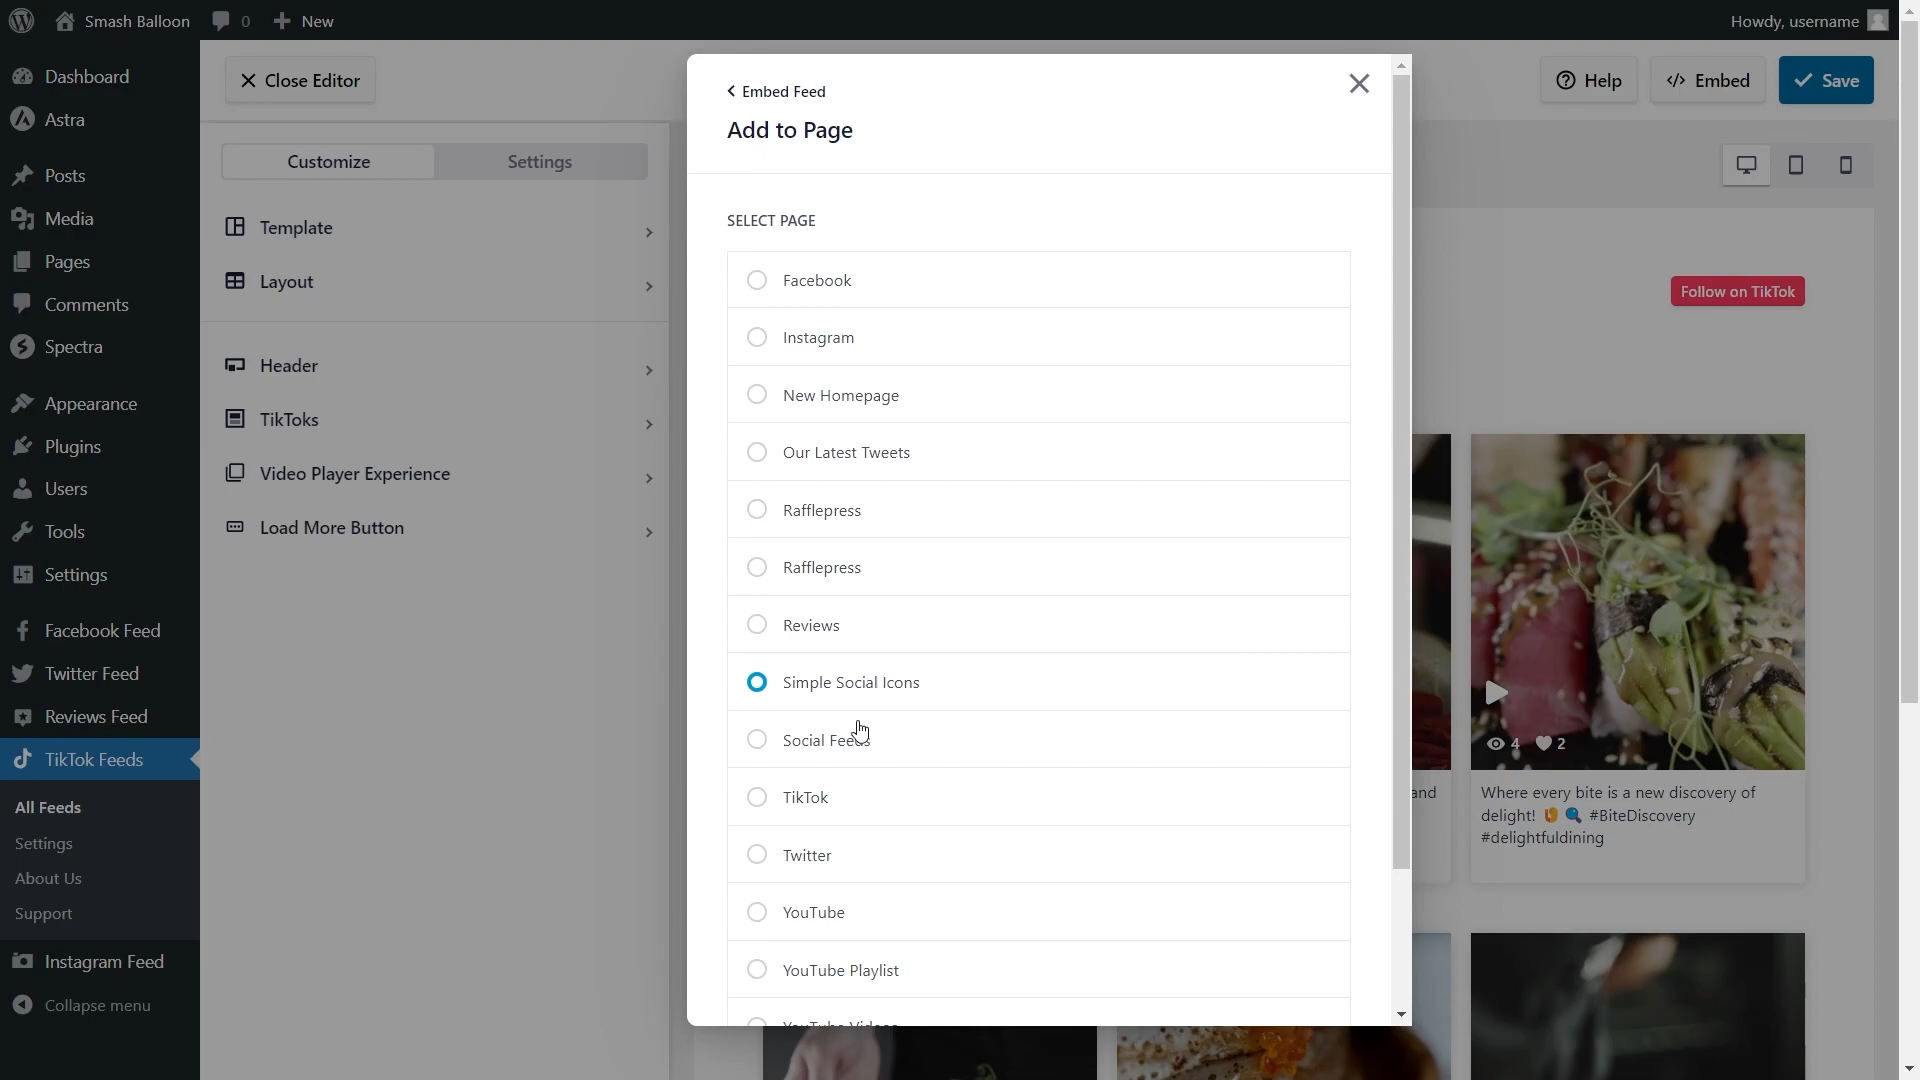 Smash Balloon
0
New
Howdy, username
Dashboard
Astra
Posts
Media
Pages
Comments
Spectra
Appearance
Plugins
Users
Tools
Settings
Facebook Feed
Twitter Feed
Reviews Feed
TikTok Feeds
All Feeds
Settings
About Us
Support
Instagram Feed
Collapse menu
Close Editor
Customize
Settings
Template
Layout
Header
TikToks
Video Player Experience
Load More Button
Embed Feed
Add to Page
SELECT PAGE
Facebook
Instagram
New Homepage
Our Latest Tweets
Rafflepress
Rafflepress
Reviews
Simple Social Icons
Social Feeds
TikTok
Twitter
YouTube
YouTube Playlist
YouTube Videos
Help
Embed
Save
Follow on TikTok
4
2
and
Where every bite is a new discovery of
delight! 🤟 🔍 #BiteDiscovery
#delightfuldining